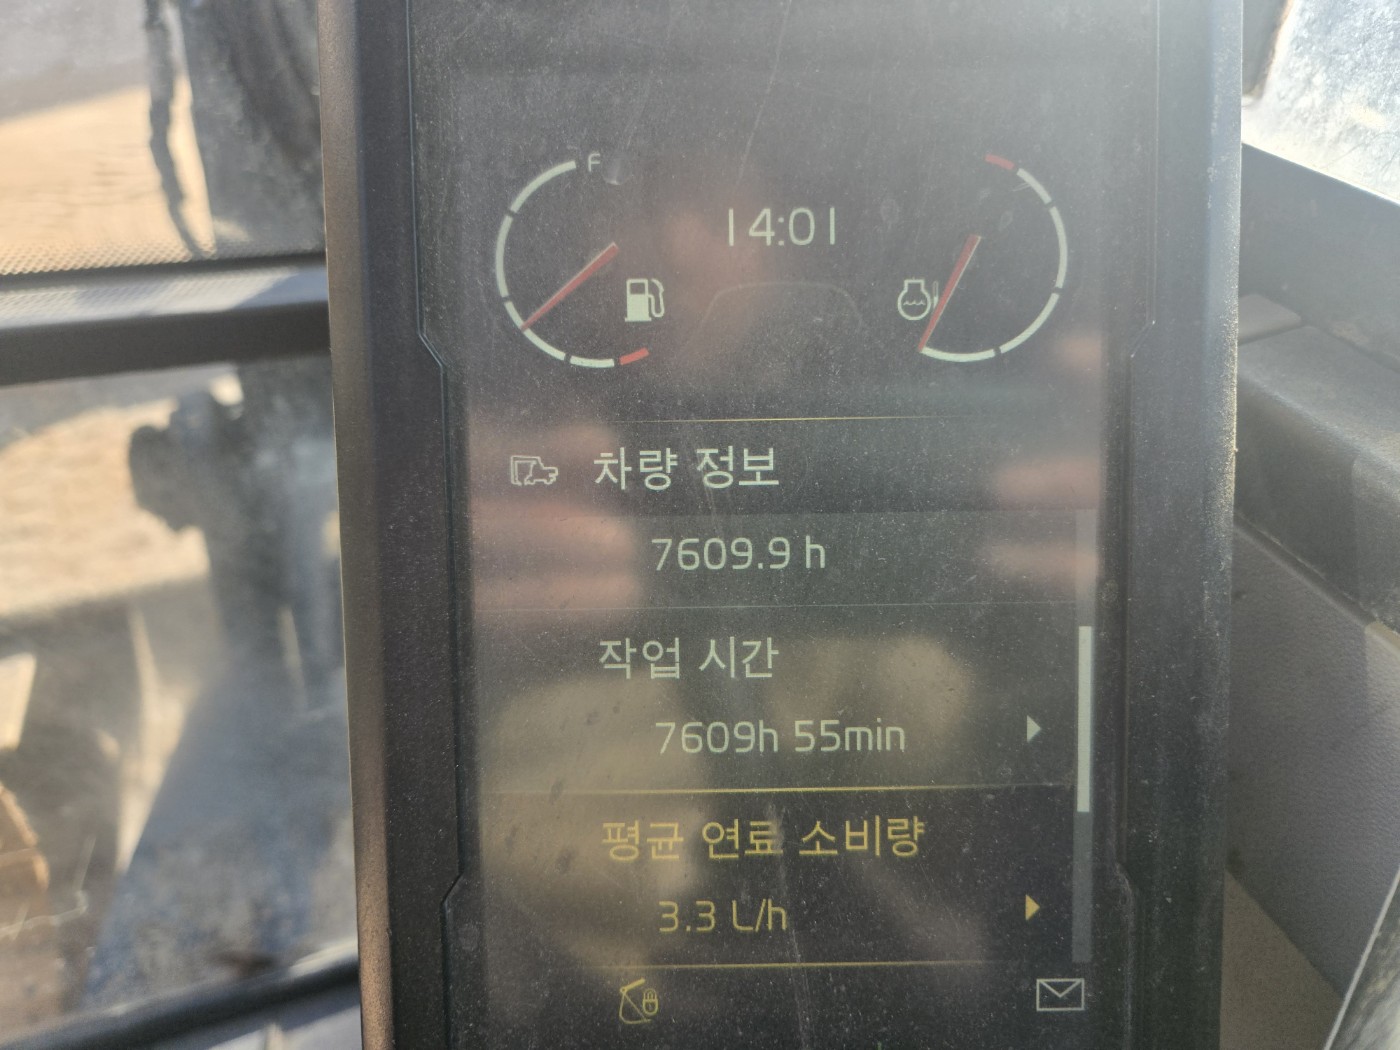 F
14:01
차량 정보
7609.9 h
작업 시간
7609h 55min
평균 연료 소비량
3.3 L/h